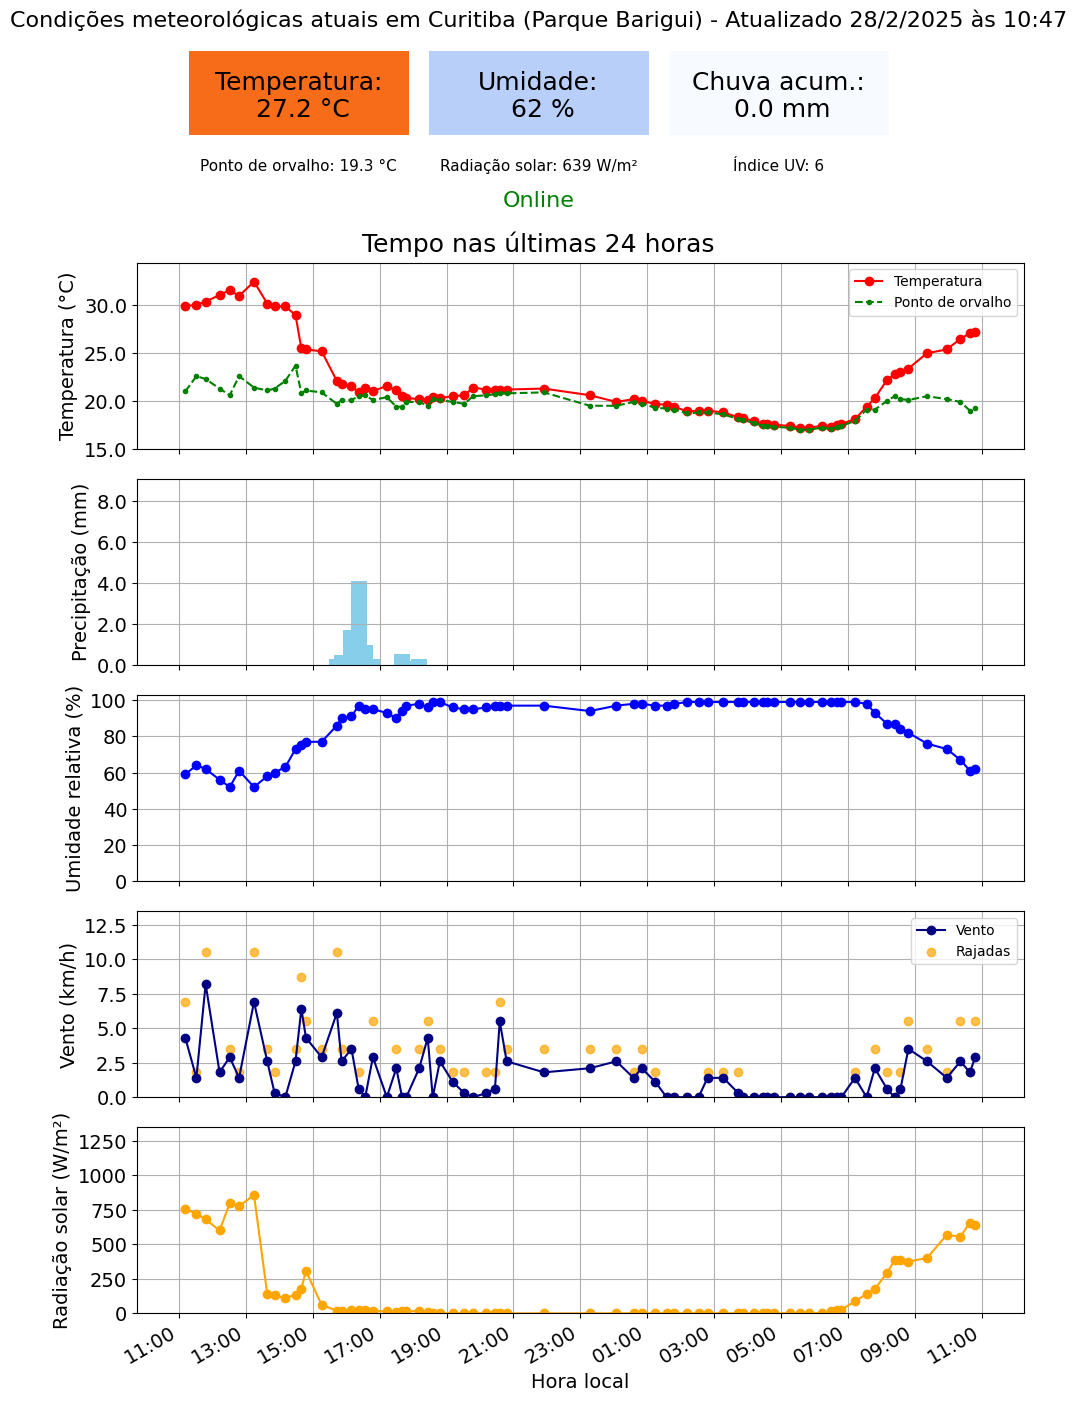 Condições meteorológicas atuais em Curitiba (Parque Barigui) - Atualizado 28/2/2025 às 10:47
Temperatura:
27.2 °C
Umidade:
62 %
Chuva acum.:
0.0 mm
Ponto de orvalho: 19.3 °C
Radiação solar: 639 W/m²
Índice UV: 6
Online
Tempo nas últimas 24 horas
Temperatura (°C)
30.0
25.0
20.0
15.0
Temperatura
Ponto de orvalho
Precipitação (mm)
8.0
6.0
4.0
2.0
0.0
Umidade relativa (%)
100
80
60
40
20
0
Vento (km/h)
12.5
10.0
7.5
5.0
2.5
0.0
Vento
Rajadas
Radiação solar (W/m²)
1250
1000
750
500
250
0
11:00
13:00
15:00
17:00
19:00
21:00
23:00
01:00
03:00
05:00
07:00
09:00
11:00
Hora local